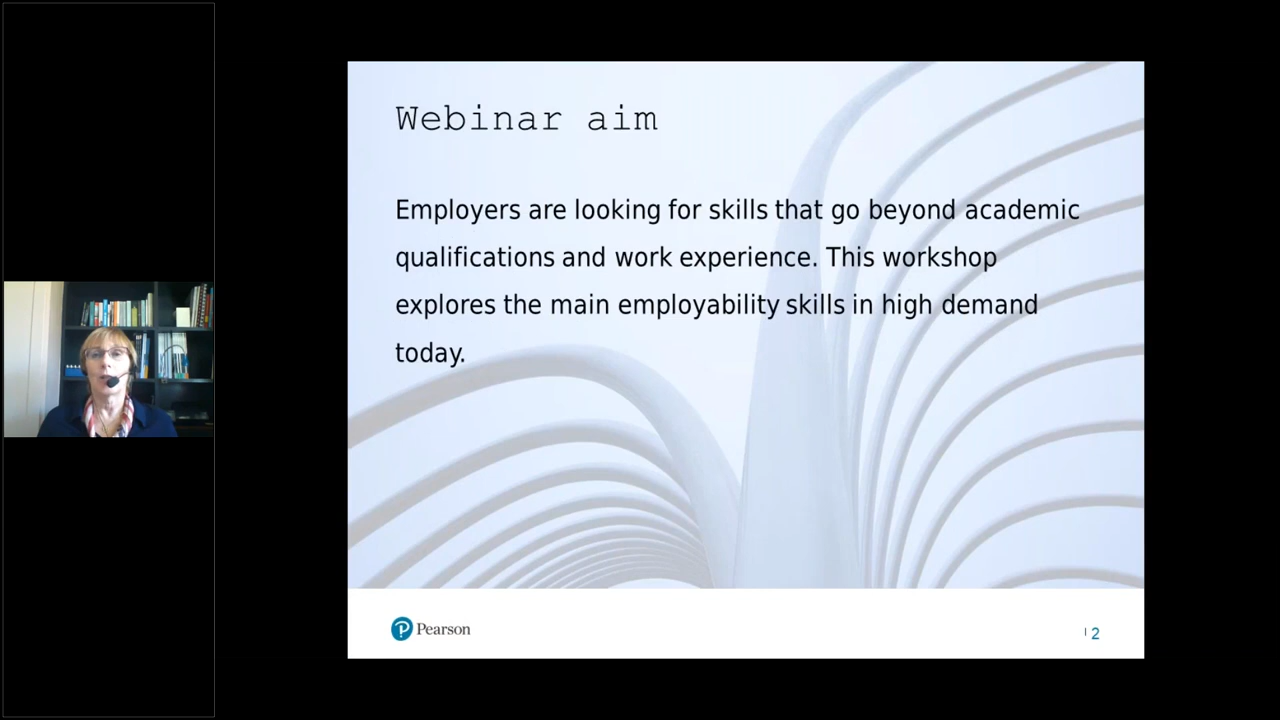 Webinar aim
Employers are looking for skills that go beyond academic
qualifications and work experience. This workshop
explores the main employability skills in high demand
today.
Pearson
2